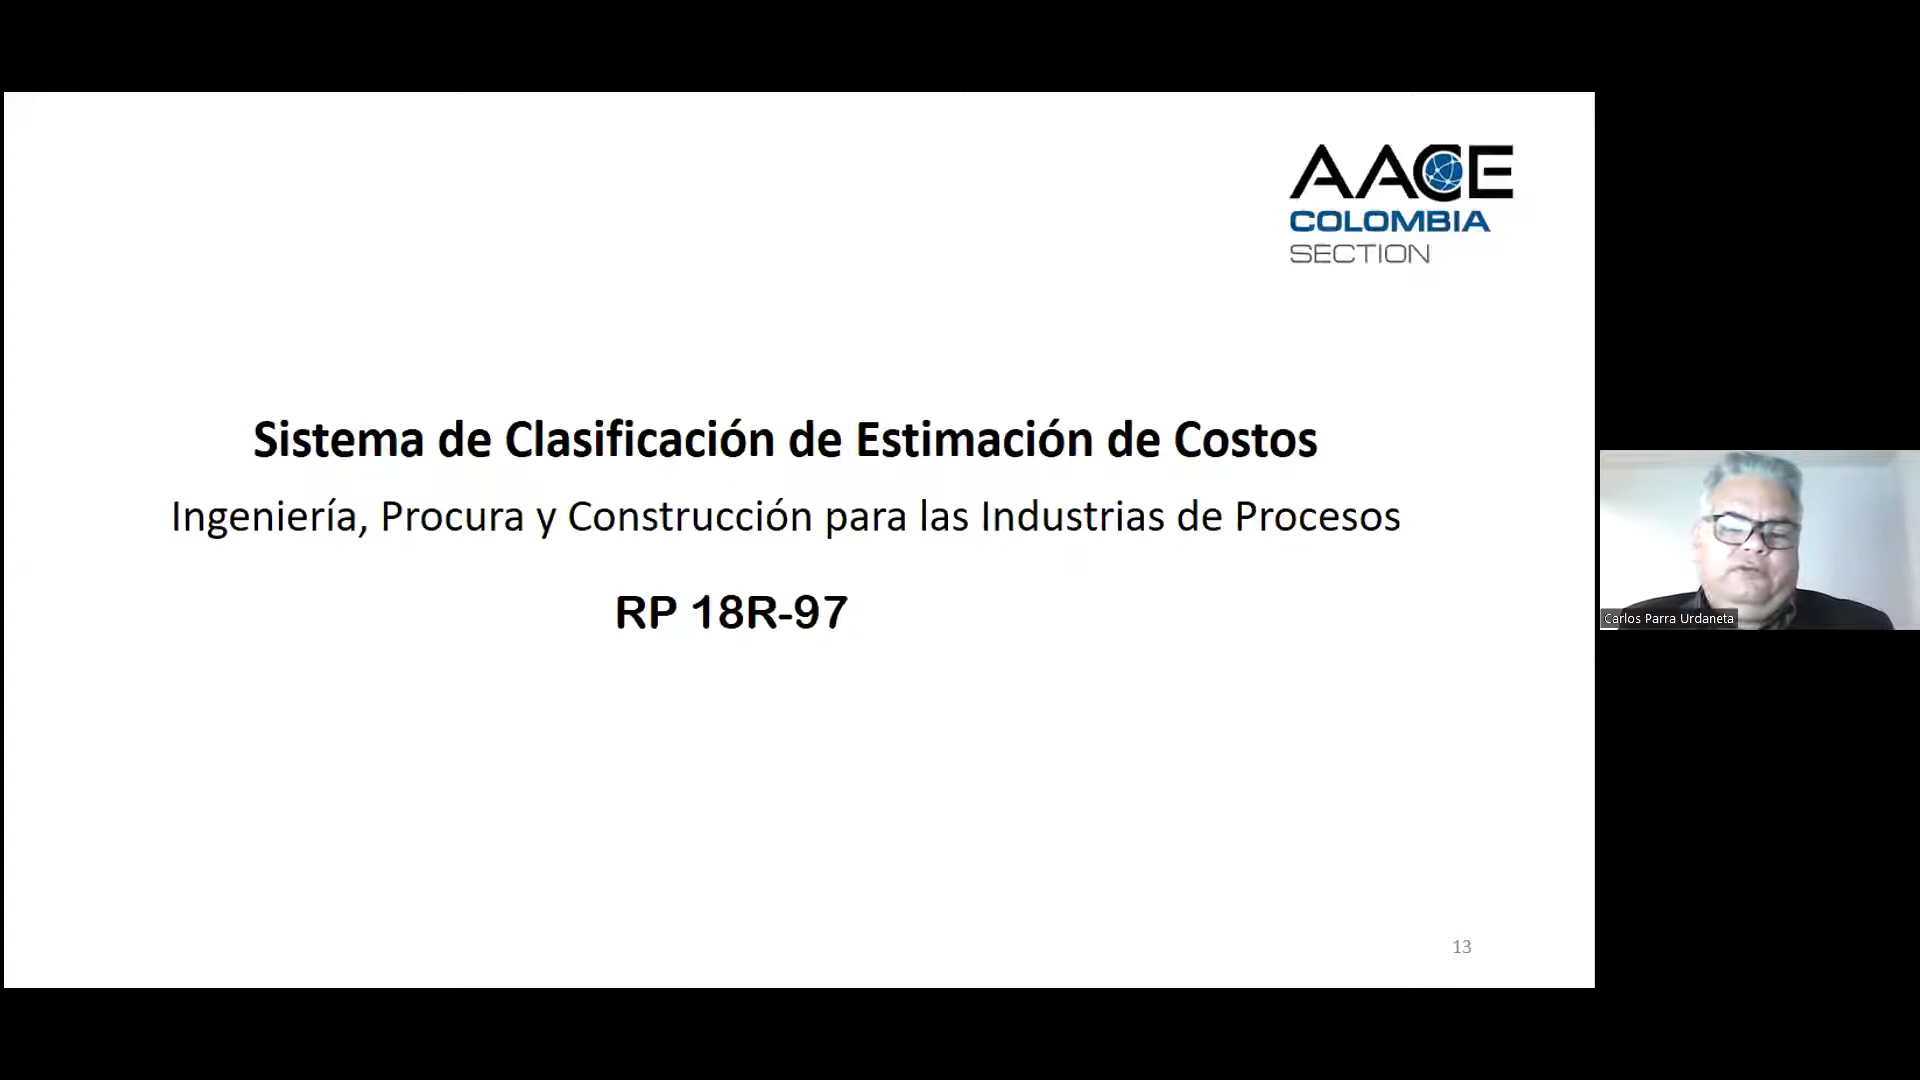 AACE
COLOMBIA
SECTION
Sistema de Clasificación de Estimación de Costos
Ingeniería, Procura y Construcción para las Industrias de Procesos
RP 18R-97
Carlos Parra Urdaneta
13